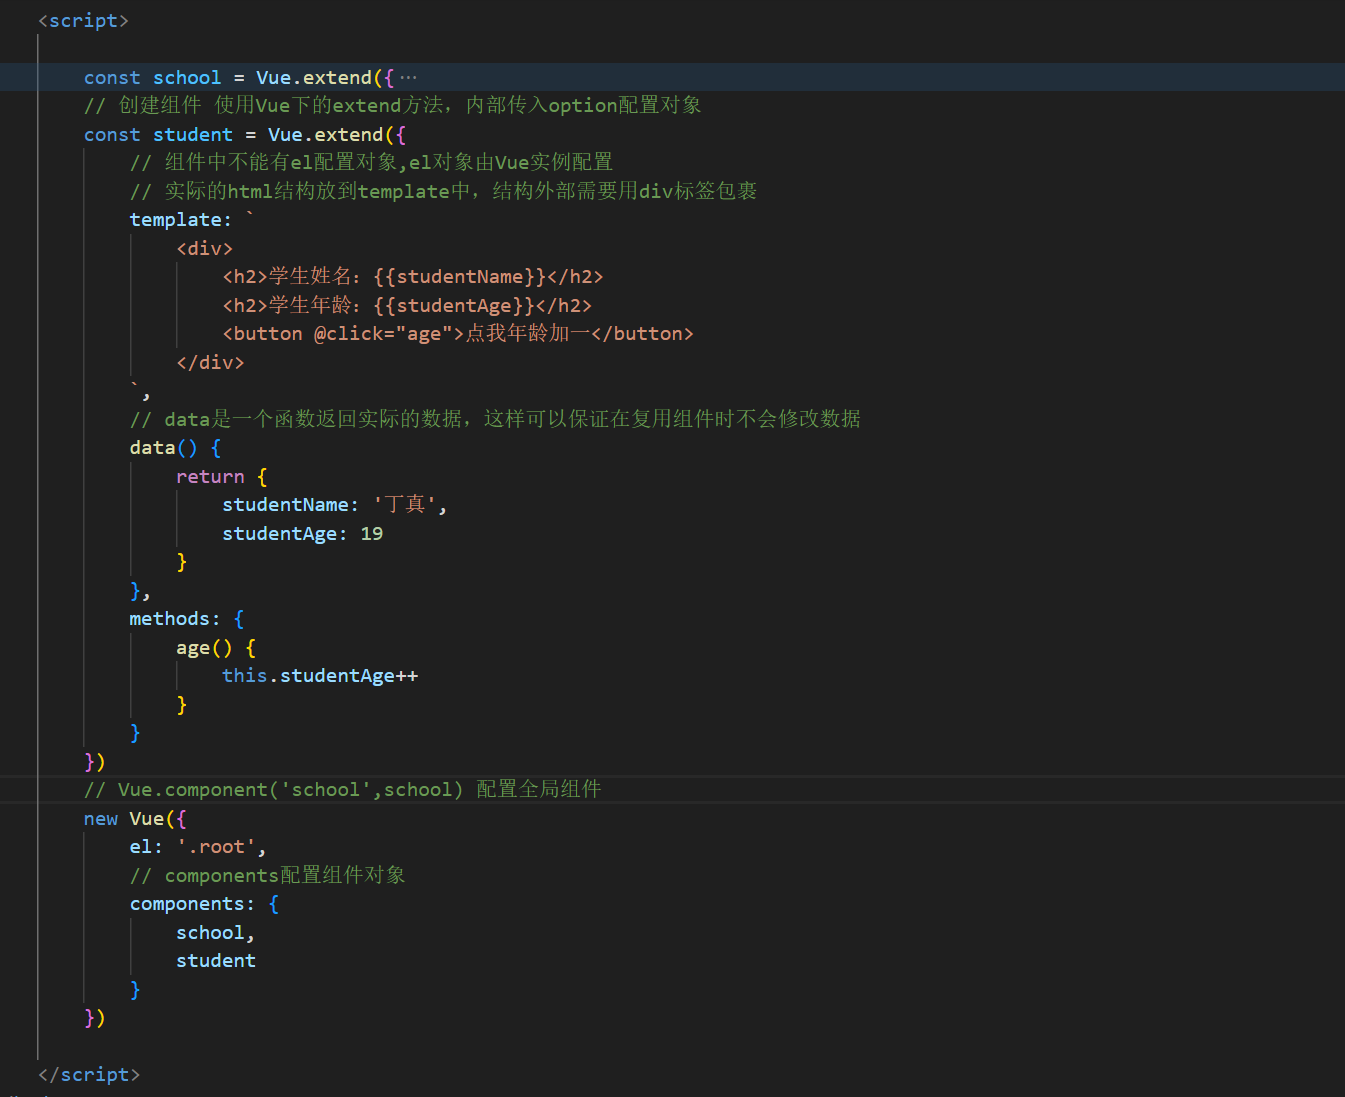 <script>
const school = Vue.extend({···
// 创建组件 使用Vue下的extend方法，内部传入option配置对象
const student = Vue.extend({
// 组件中不能有el配置对象,el对象由Vue实例配置
// 实际的html结构放到template中，结构外部需要用div标签包裹
template: `
<div>
<h2>学生姓名：{{studentName}}</h2>
<h2>学生年龄：{{studentAge}}</h2>
<button @click="age">点我年龄加一</button>
</div>
`,
// data是一个函数返回实际的数据，这样可以保证在复用组件时不会修改数据
data() {
return {
studentName: '丁真',
studentAge: 19
}
},
methods: {
age() {
this.studentAge++
}
}
})
// Vue.component('school',school) 配置全局组件
new Vue({
el: '.root',
// components配置组件对象
components: {
school,
student
}
})
</script>